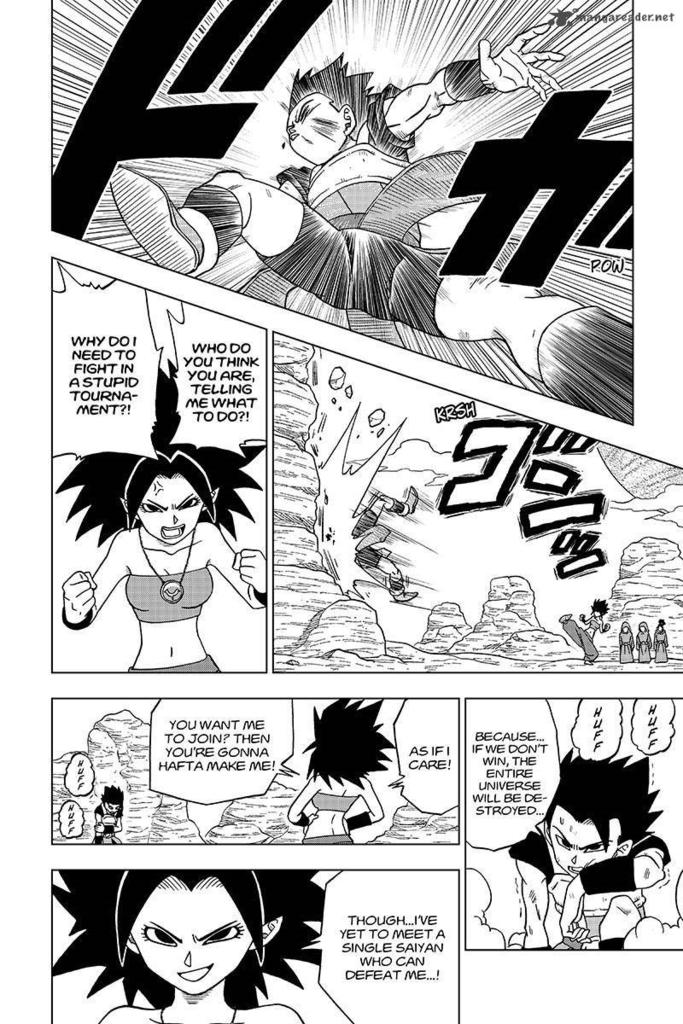 mangareader.net
ドガ
POW
WHO DO
YOU THINK
YOU ARE,
TELLING
ME WHAT
TO DO?!
WHY DO I
NEED TO
FIGHT IN
A STUPID
TOURNA-
MENT?!
KRSH
HUFF
HUFF
BECAUSE...
IF WE DON'T
WIN, THE
ENTIRE
UNIVERSE
WILL BE DE-
STROYED...
AS IF I
CARE!
YOU WANT ME
TO JOIN? THEN
YOU'RE GONNA
HAFTA MAKE ME!
HUFF
HUFF
THOUGH...I'VE
YET TO MEET A
SINGLE SAIYAN
WHO CAN
DEFEAT ME...!